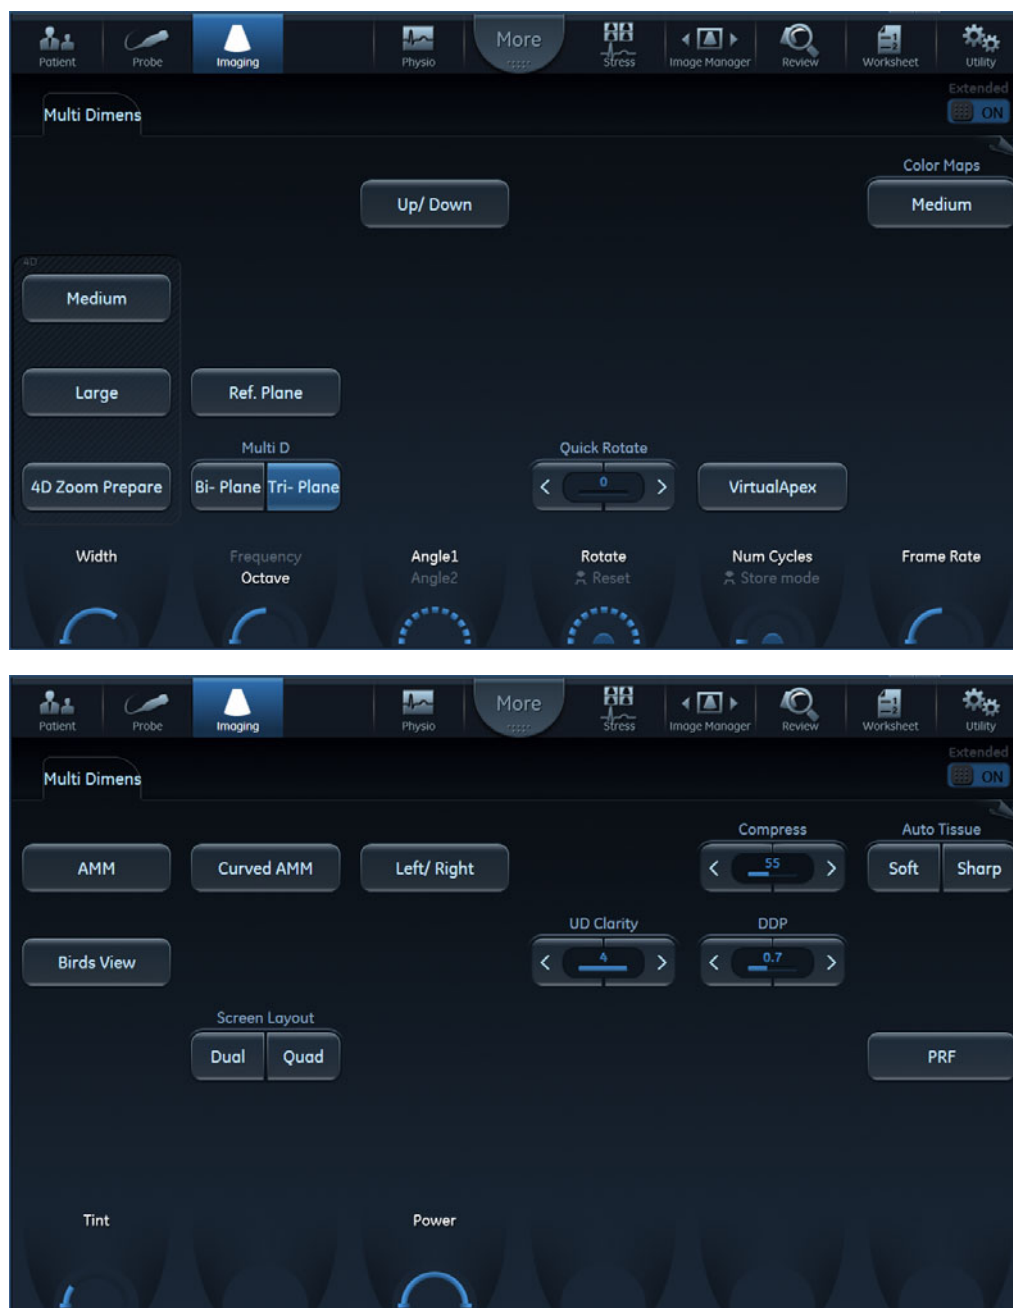 Patient Probe Imaging Physio More Stress Image Manager Review Worksheet Utility
Extended
Multi Dimens ON
Color Maps
Up/ Down Medium
4D
Medium
Large Ref. Plane
Multi D Quick Rotate
4D Zoom Prepare Bi- Plane Tri- Plane 0 VirtualApex
Width Frequency Angle1 Rotate Num Cycles Frame Rate
Octave Angle2 Reset Store mode
Patient Probe Imaging Physio More Stress Image Manager Review Worksheet Utility
Extended
Multi Dimens ON
Compress Auto Tissue
AMM Curved AMM Left/ Right 55 Soft Sharp
UD Clarity DDP
Birds View 4 0.7
Screen Layout
Dual Quad PRF
Tint Power